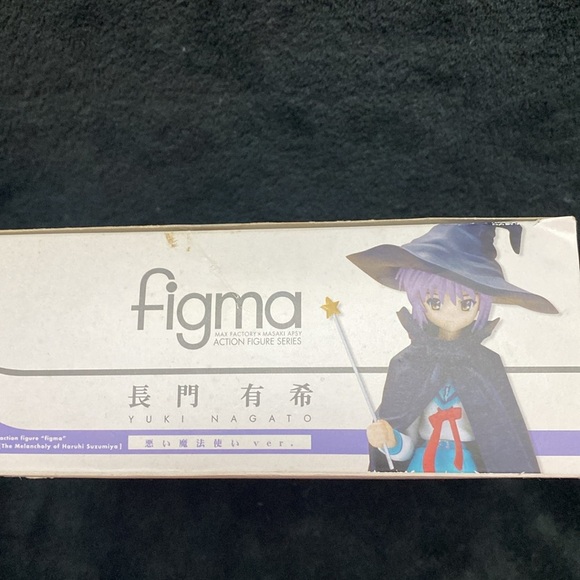 figma
MAX FACTORY × MASAKI APSY
ACTION FIGURE SERIES
長門 有希
YUKI NAGATO
action figure "figma"
The Melancholy of Haruhi Suzumiya]
悪い魔法使い ver.